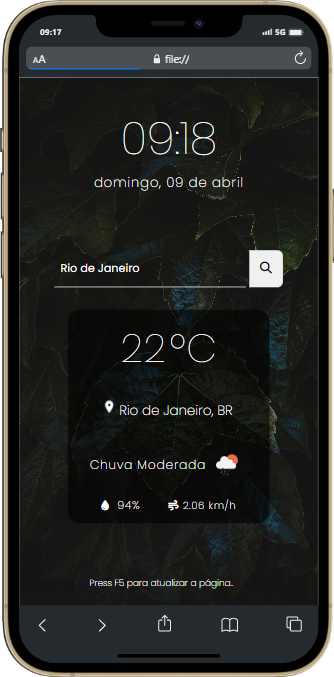 09:17 5G
AA file://
09:18
domingo, 09 de abril
Rio de Janeiro
22°C
Rio de Janeiro, BR
Chuva Moderada
94% 2.06 km/h
Press F5 para atualizar a página..